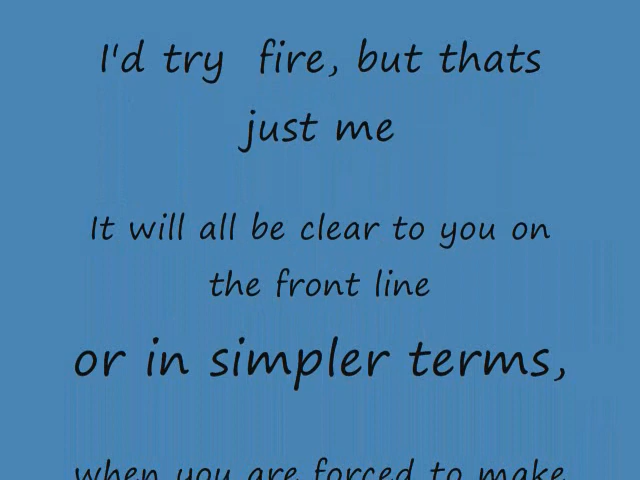 I'd try fire, but thats
just me
It will all be clear to you on
the front line
or in simpler terms,
when you are forced to make